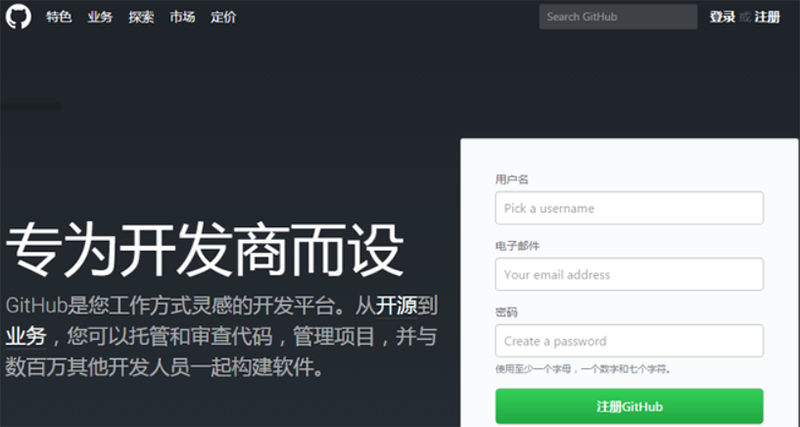 特色 业务 探索 市场 定价 Search GitHub 登录 或 注册
专为开发商而设
GitHub是您工作方式灵感的开发平台。从开源到
业务，您可以托管和审查代码，管理项目，并与
数百万其他开发人员一起构建软件。
用户名
Pick a username
电子邮件
Your email address
密码
Create a password
使用至少一个字母，一个数字和七个字符。
注册GitHub